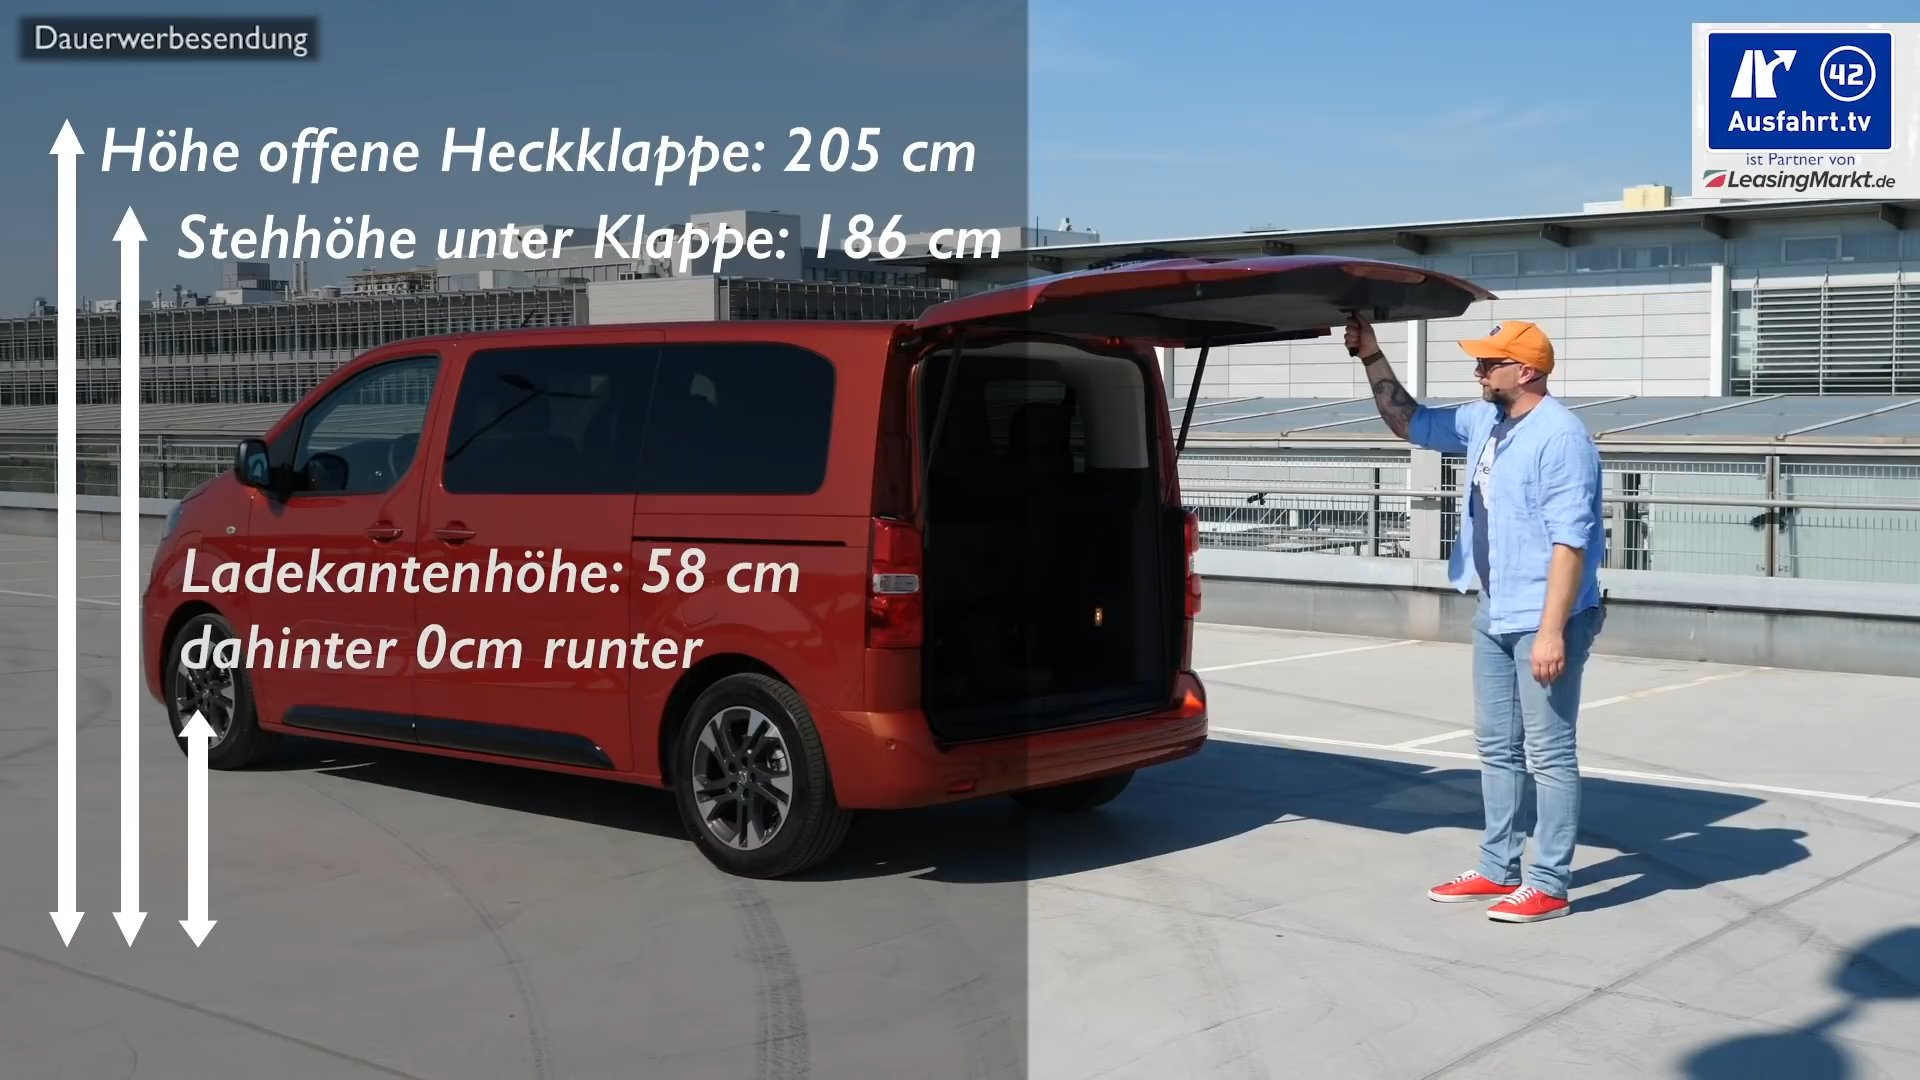 Dauerwerbesendung
42
Ausfahrt.tv
ist Partner von
LeasingMarkt.de
Höhe offene Heckklappe: 205 cm
Stehhöhe unter Klappe: 186 cm
Ladekantenhöhe: 58 cm
dahinter 0cm runter